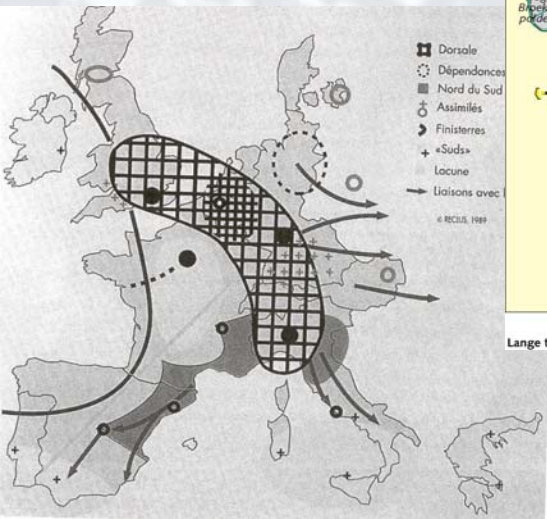 Dorsale
Dépendances
Nord du Sud
Assimilés
Finisterres
«Suds»
Lacune
Liaisons avec l
© RECLUS, 1989
Lange t